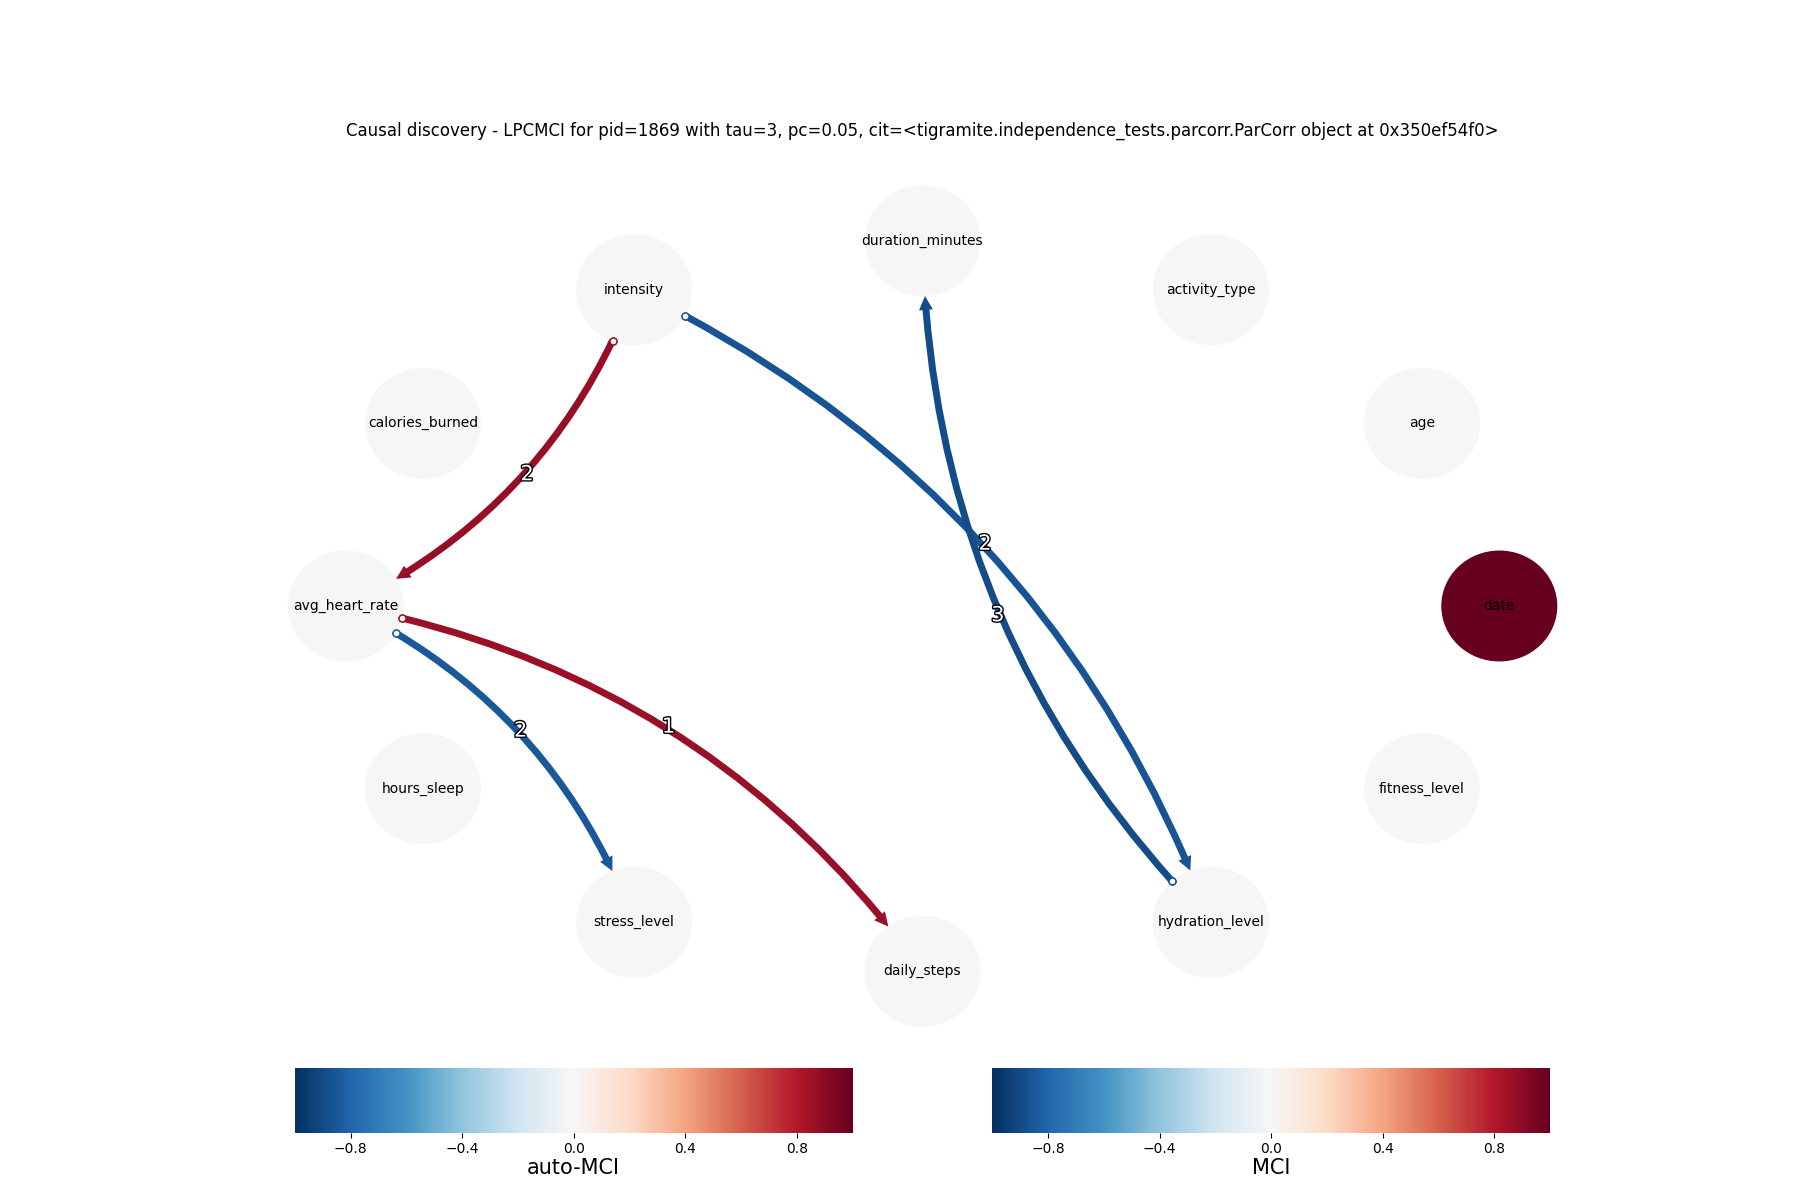 Causal discovery - LPCMCI for pid=1869 with tau=3, pc=0.05, cit=<tigramite.independence_tests.parcorr.ParCorr object at 0x350ef54f0>
duration_minutes
intensity
activity_type
calories_burned
age
2
2
avg_heart_rate
date
3
2
1
hours_sleep
fitness_level
stress_level
hydration_level
daily_steps
−0.8 −0.4 0.0 0.4 0.8
auto-MCI
−0.8 −0.4 0.0 0.4 0.8
MCI